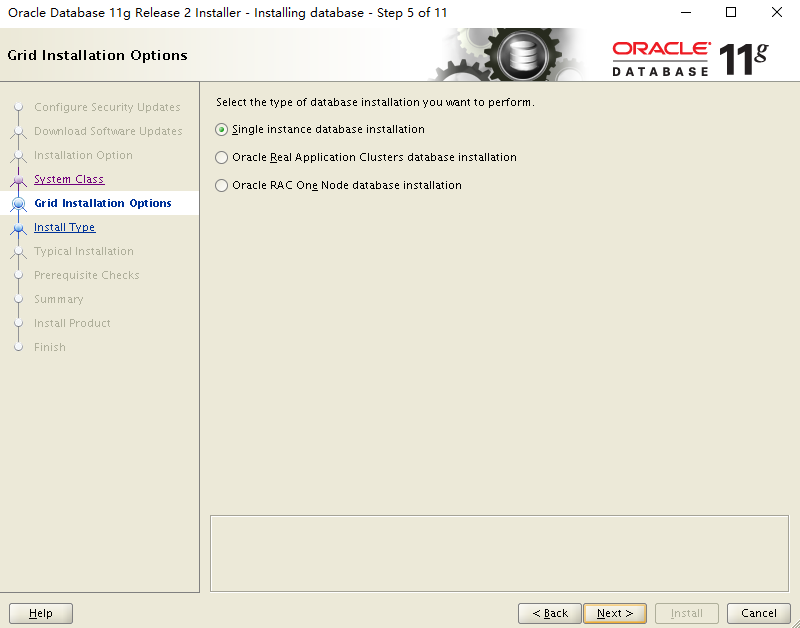 Oracle Database 11g Release 2 Installer - Installing database - Step 5 of 11
Grid Installation Options
ORACLE
DATABASE
11g
Configure Security Updates
Download Software Updates
Installation Option
System Class
Grid Installation Options
Install Type
Typical Installation
Prerequisite Checks
Summary
Install Product
Finish
Select the type of database installation you want to perform.
Single instance database installation
Oracle Real Application Clusters database installation
Oracle RAC One Node database installation
Help
< Back
Next >
Install
Cancel